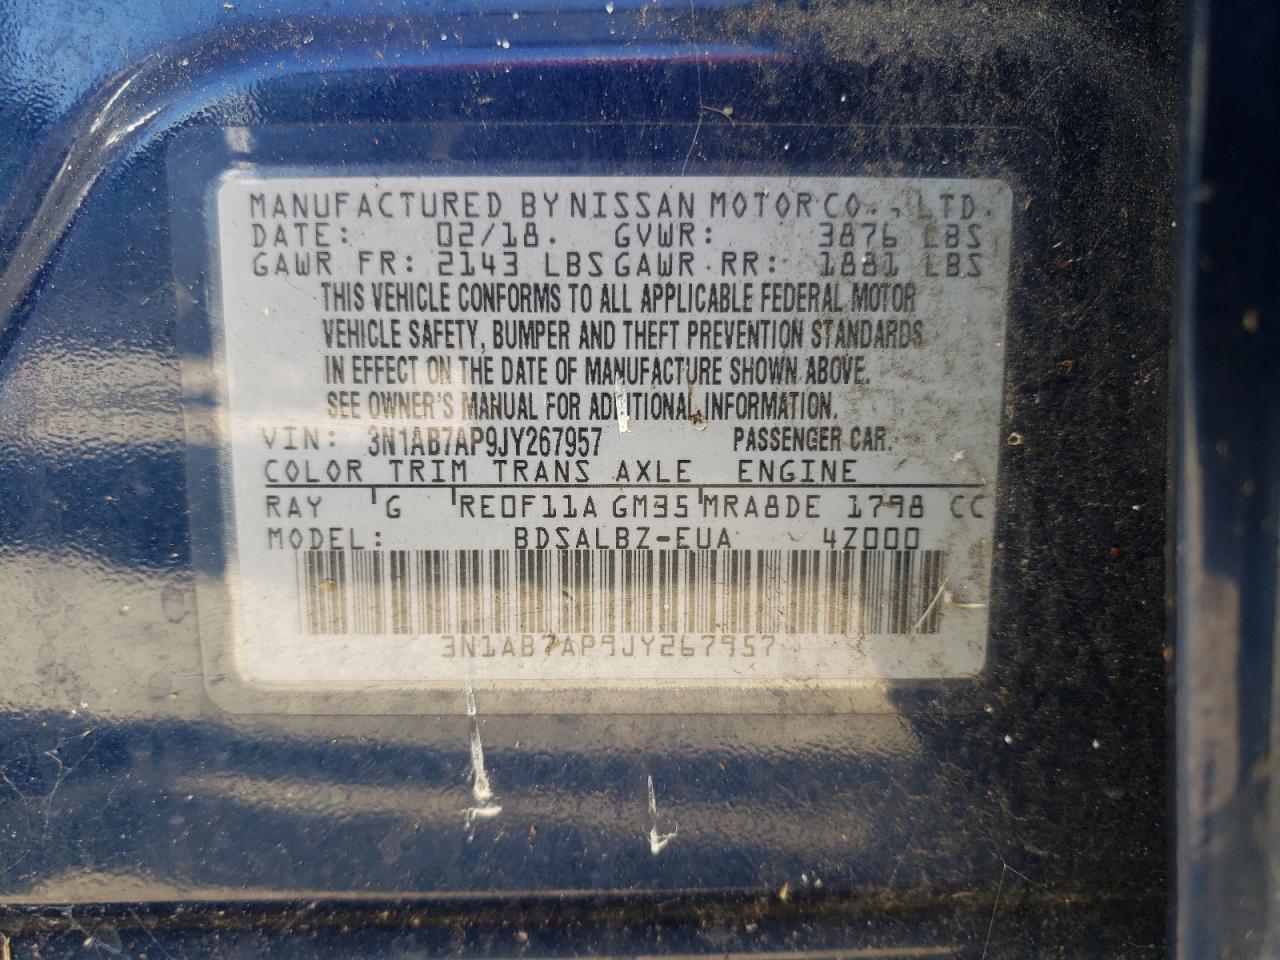 MANUFACTURED BY NISSAN MOTOR CO., LTD.
DATE: 02/18. GVWR: 3876 LBS
GAWR FR: 2143 LBS GAWR RR: 1881 LBS
THIS VEHICLE CONFORMS TO ALL APPLICABLE FEDERAL MOTOR
VEHICLE SAFETY, BUMPER AND THEFT PREVENTION STANDARDS
IN EFFECT ON THE DATE OF MANUFACTURE SHOWN ABOVE.
SEE OWNER'S MANUAL FOR ADDITIONAL INFORMATION.
VIN: 3N1AB7AP9JY267957 PASSENGER CAR.
COLOR TRIM TRANS AXLE ENGINE
RAY G RE0F11A GM35 MRA8DE 1798 CC
MODEL: BDSALBZ-EUA 4Z000
3N1AB7AP9JY267957